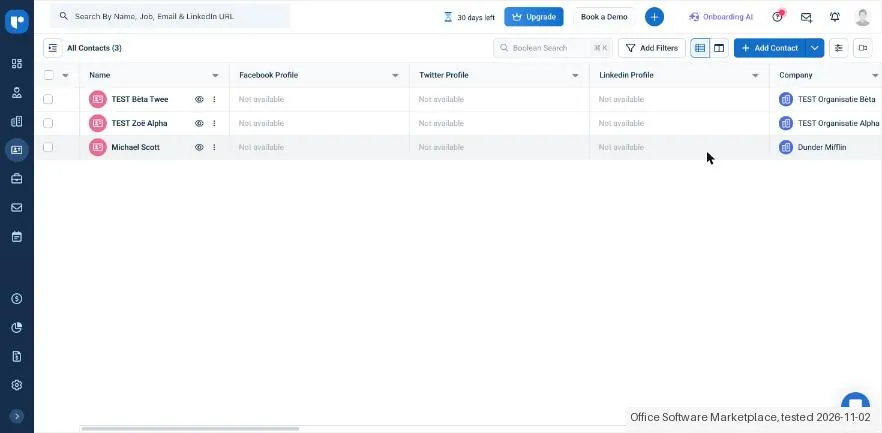 Search By Name, Job, Email & LinkedIn URL
30 days left
Upgrade
Book a Demo
Onboarding AI
All Contacts (3)
Boolean Search
⌘ K
Add Filters
Add Contact
Name Facebook Profile Twitter Profile Linkedin Profile Company
TEST Bèta Twee Not available Not available Not available TEST Organisatie Bèta
TEST Zoë Alpha Not available Not available Not available TEST Organisatie Alpha
Michael Scott Not available Not available Not available Dunder Mifflin
Office Software Marketplace, tested 2026-11-02